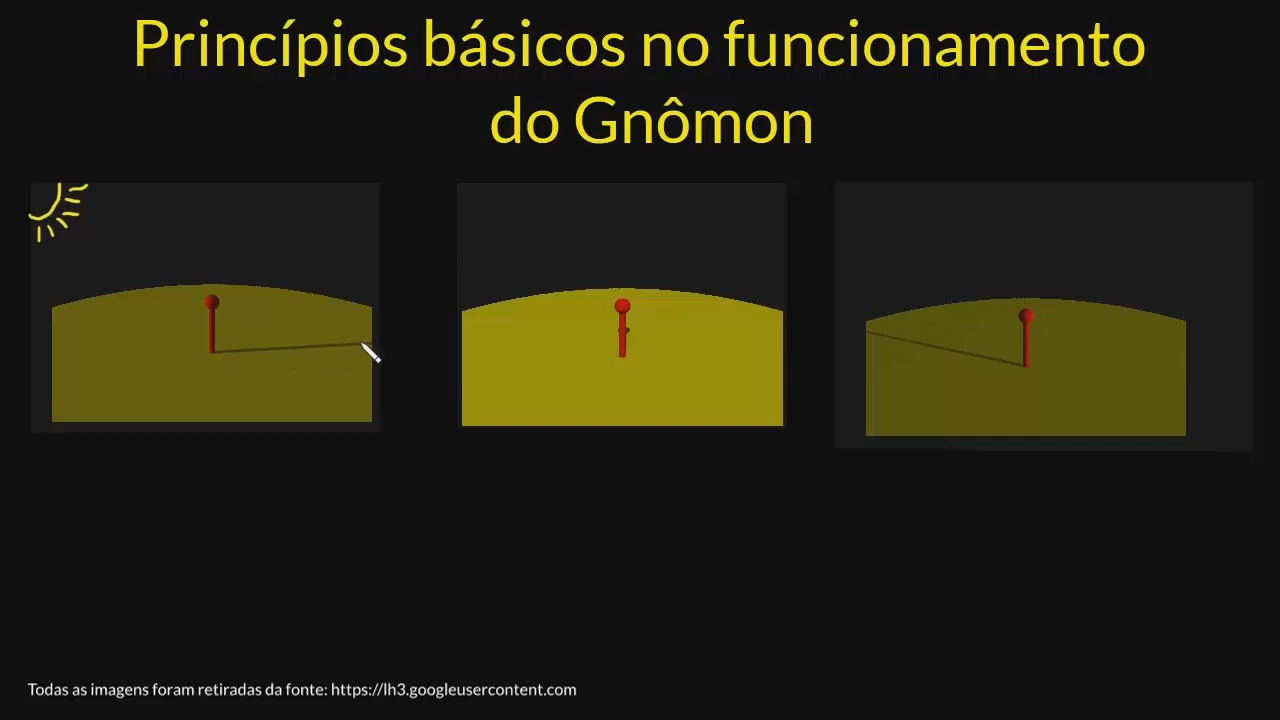 Princípios básicos no funcionamento
do Gnômon
Todas as imagens foram retiradas da fonte: https://lh3.googleusercontent.com